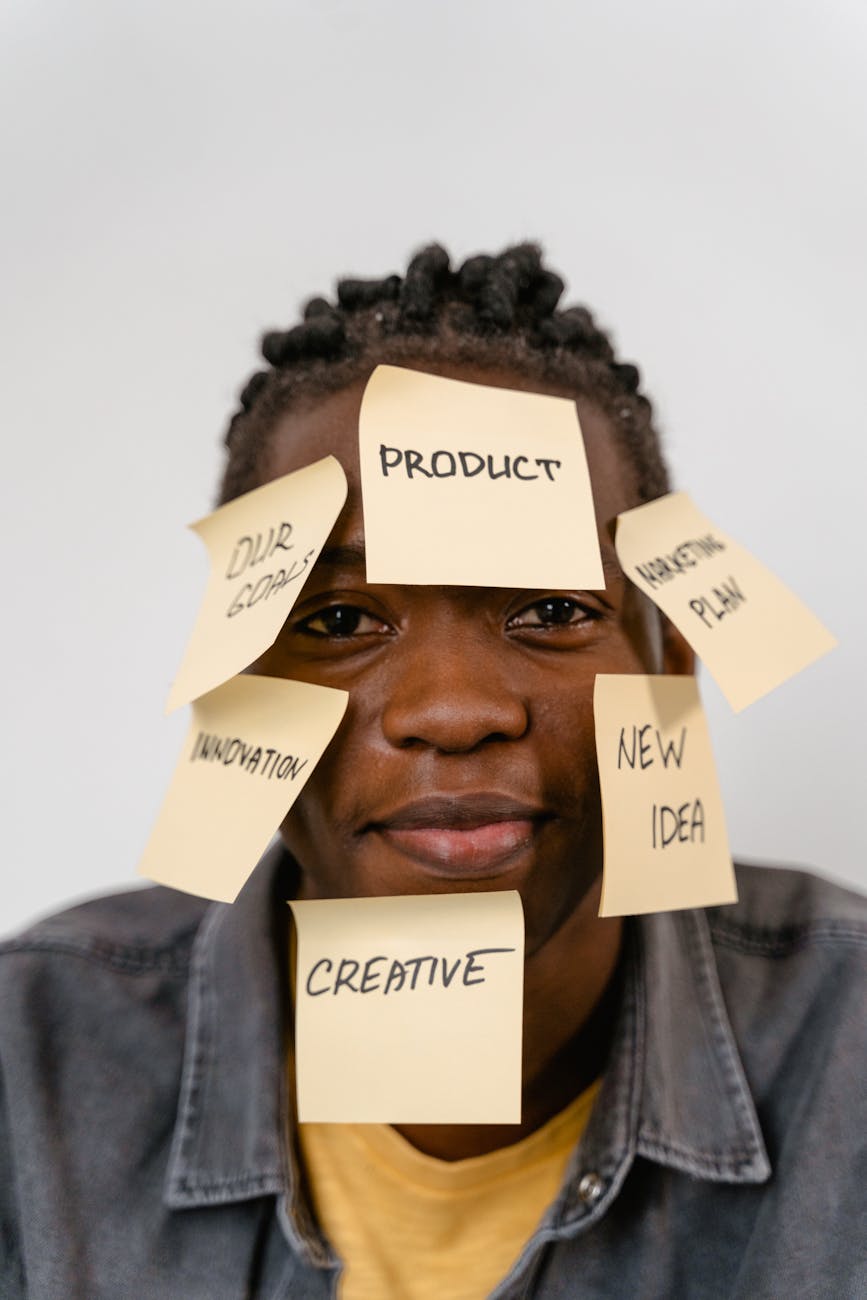 PRODUCT
OUR
GOALS
MARKETING
PLAN
INNOVATION
NEW
IDEA
CREATIVE